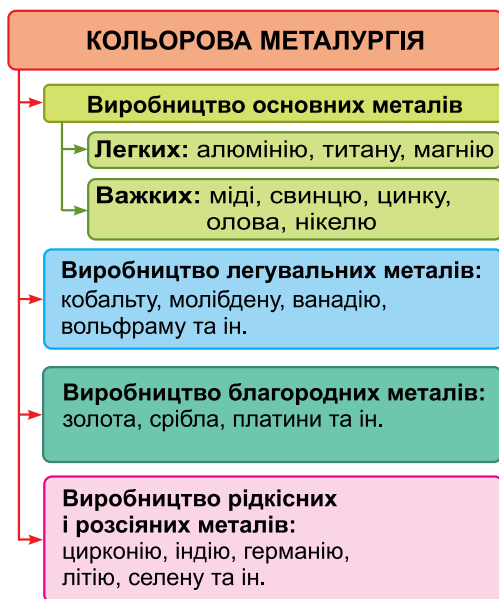 КОЛЬОРОВА МЕТАЛУРГІЯ
Виробництво основних металів
Легких: алюмінію, титану, магнію
Важких: міді, свинцю, цинку,
олова, нікелю
Виробництво легувальних металів:
кобальту, молібдену, ванадію,
вольфраму та ін.
Виробництво благородних металів:
золота, срібла, платини та ін.
Виробництво рідкісних
і розсіяних металів:
цирконію, індію, германію,
літію, селену та ін.